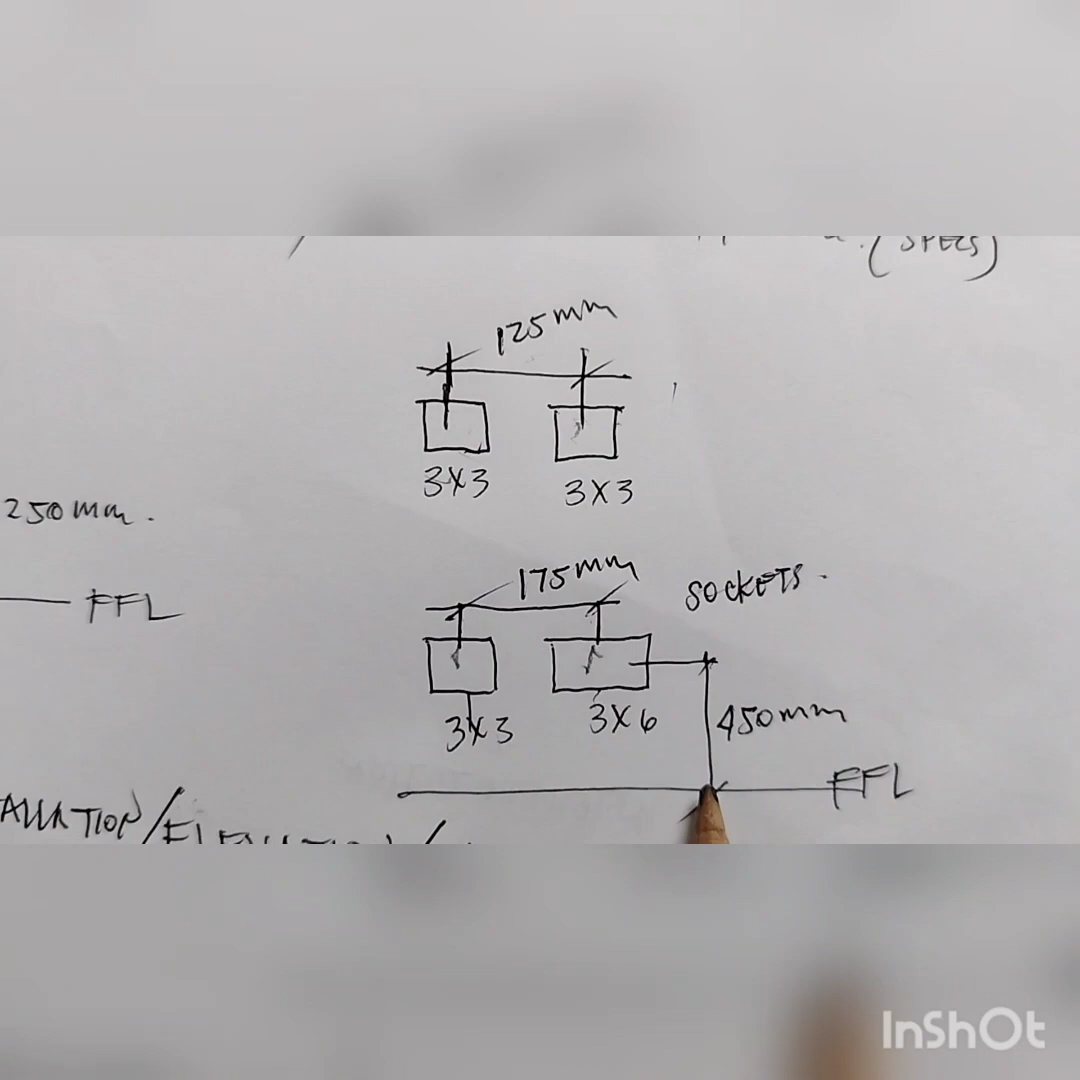 (SPECS)
125mm
3X3 3X3
250mm.
175mm
SOCKETS.
FFL
3X3 3X6
450mm
FFL
InShOt